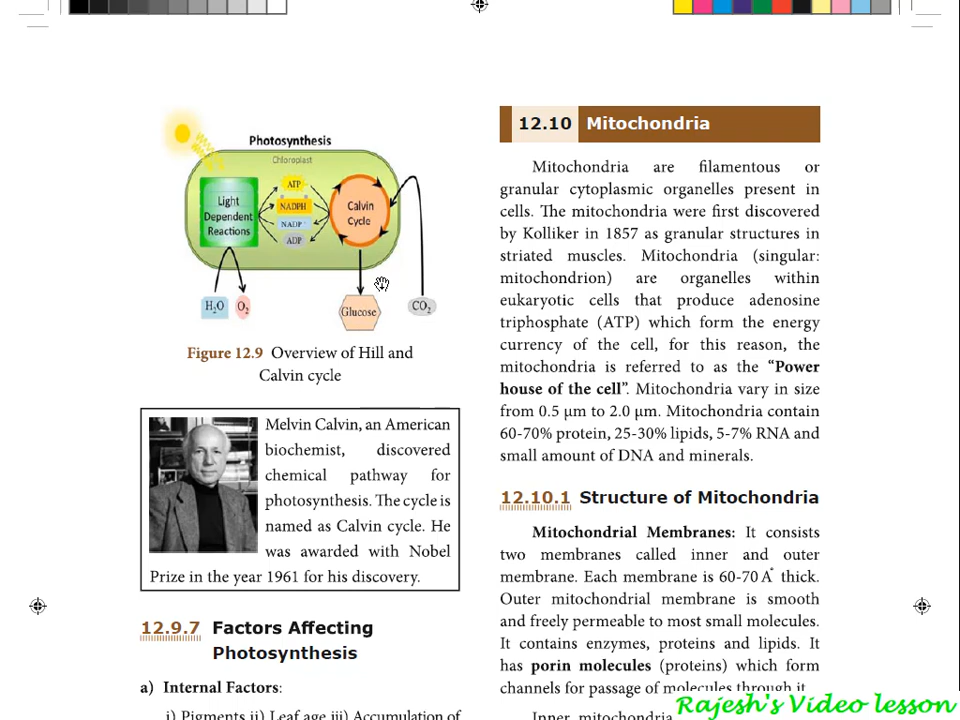 Photosynthesis
Chloroplast
Light
Dependent
Reactions
ATP
NADPH
NADP⁺
ADP
Calvin
Cycle
H₂O
O₂
Glucose
CO₂
Figure 12.9 Overview of Hill and
Calvin cycle
Melvin Calvin, an American
biochemist, discovered
chemical pathway for
photosynthesis. The cycle is
named as Calvin cycle. He
was awarded with Nobel
Prize in the year 1961 for his discovery.
12.9.7 Factors Affecting
Photosynthesis
a) Internal Factors:
i) Pigments ii) Leaf age iii) Accumulation of
12.10 Mitochondria
Mitochondria are filamentous or
granular cytoplasmic organelles present in
cells. The mitochondria were first discovered
by Kolliker in 1857 as granular structures in
striated muscles. Mitochondria (singular:
mitochondrion) are organelles within
eukaryotic cells that produce adenosine
triphosphate (ATP) which form the energy
currency of the cell, for this reason, the
mitochondria is referred to as the “Power
house of the cell”. Mitochondria vary in size
from 0.5 μm to 2.0 μm. Mitochondria contain
60-70% protein, 25-30% lipids, 5-7% RNA and
small amount of DNA and minerals.
12.10.1 Structure of Mitochondria
Mitochondrial Membranes: It consists
two membranes called inner and outer
membrane. Each membrane is 60-70 A° thick.
Outer mitochondrial membrane is smooth
and freely permeable to most small molecules.
It contains enzymes, proteins and lipids. It
has porin molecules (proteins) which form
channels for passage of molecules through it.
Inner mitochondria
Rajesh's Video lesson